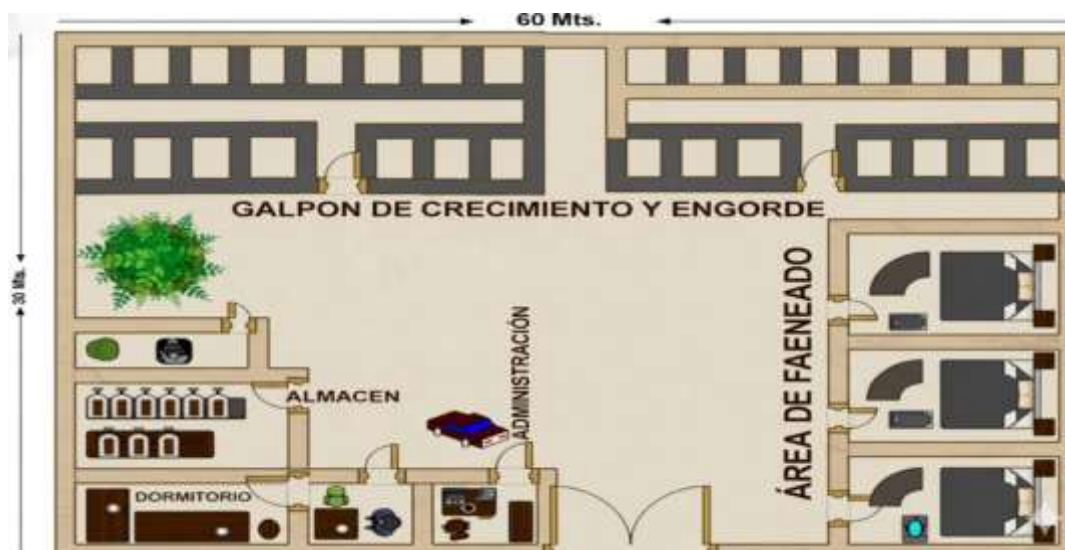 60 Mts.
30 Mts.
GALPON DE CRECIMIENTO Y ENGORDE
ÁREA DE FAENEADO
ADMINISTRACIÓN
ALMACEN
DORMITORIO